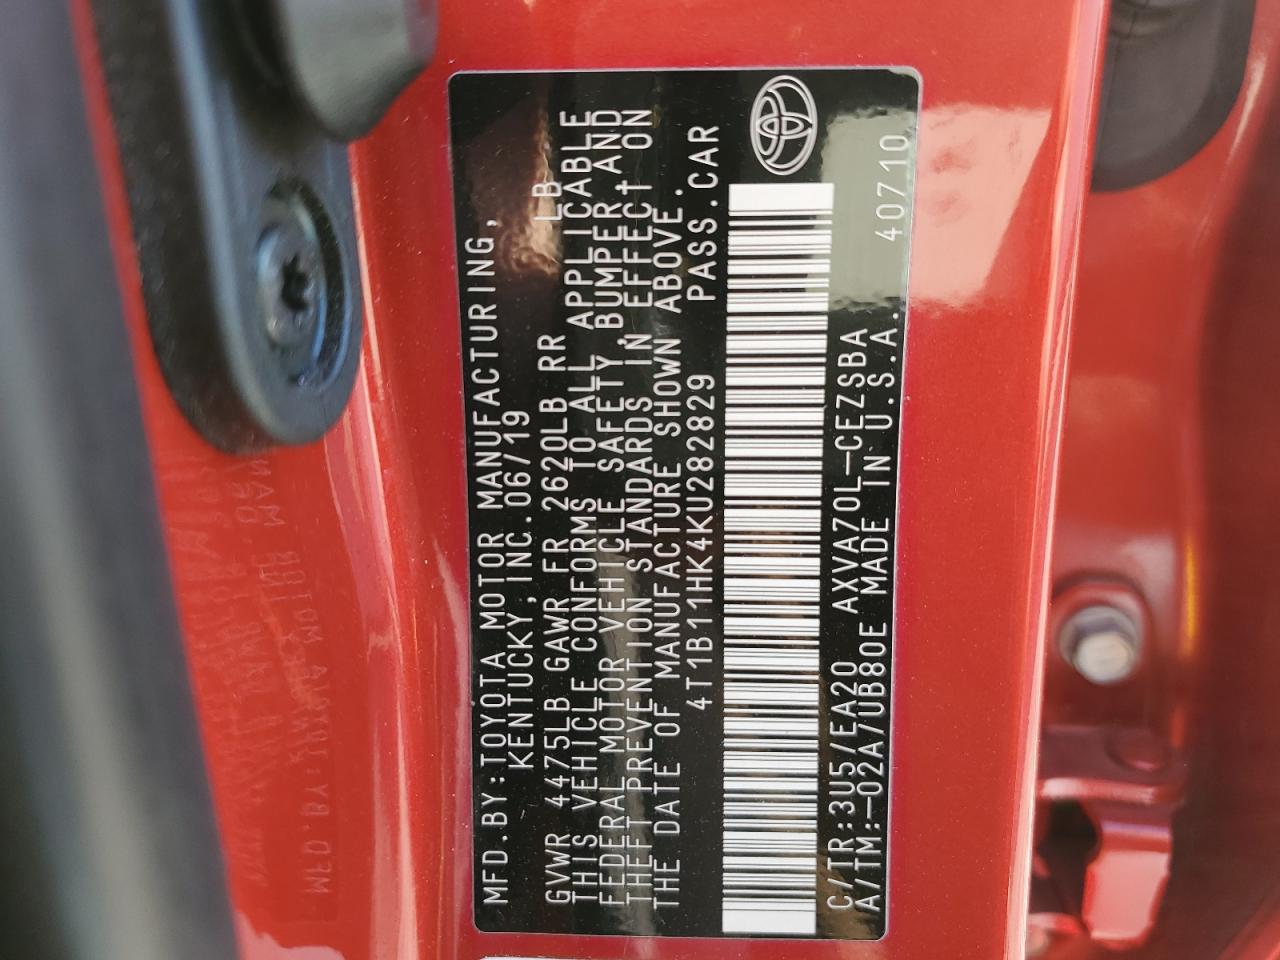 MFD.BY:TOYOTA MOTOR MANUFACTURING,
KENTUCKY,INC.06/19
GVWR 4475LB GAWR FR 2620LB RR LB
THIS VEHICLE CONFORMS TO ALL APPLICABLE
FEDERAL MOTOR VEHICLE SAFETY,BUMPER,AND
THEFT PREVENTION STANDARDS IN EFFECT ON
THE DATE OF MANUFACTURE SHOWN ABOVE.
4T1B11HK4KU282829 PASS.CAR
C/TR:3U5/EA20 AXVA70L-CEZSBA
A/TM:-02A/UB80E MADE IN U.S.A. 40710